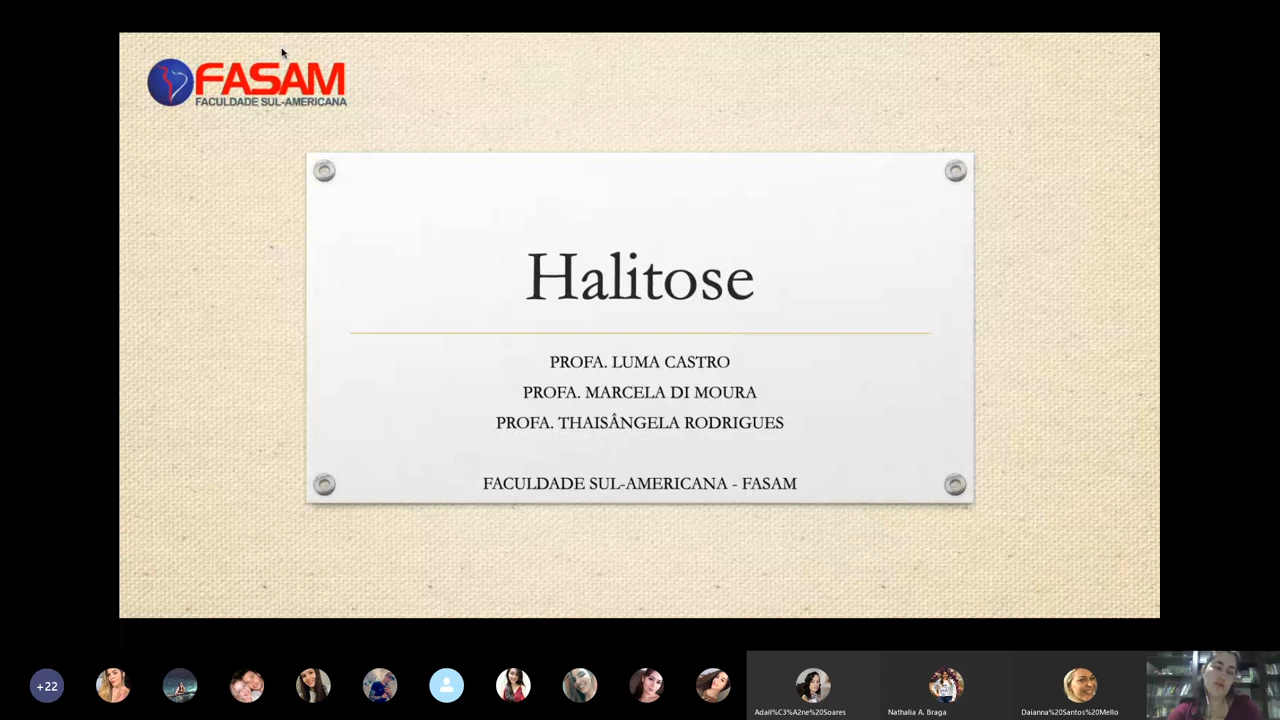 FASAM
FACULDADE SUL-AMERICANA
Halitose
PROFA. LUMA CASTRO
PROFA. MARCELA DI MOURA
PROFA. THAISÂNGELA RODRIGUES
FACULDADE SUL-AMERICANA - FASAM
+22
Adail%C3%A2ne%20Soares
Nathalia A. Braga
Daianna%20Santos%20Mello